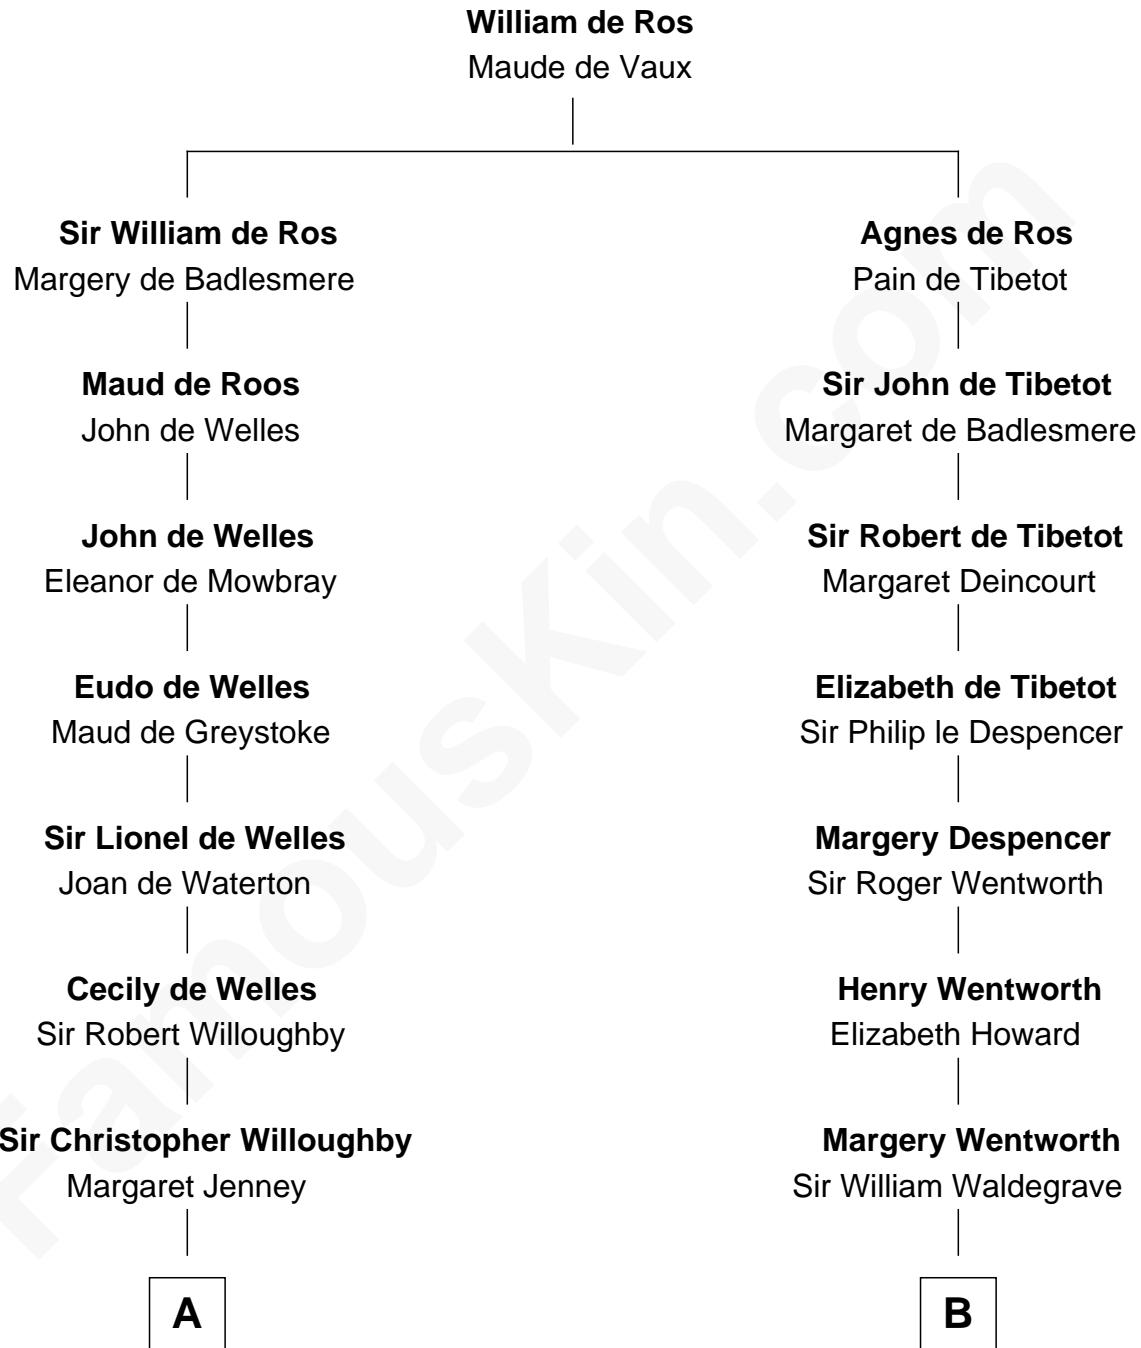 William de Ros
Maude de Vaux
Sir William de Ros
Margery de Badlesmere
Agnes de Ros
Pain de Tibetot
Maud de Roos
John de Welles
Sir John de Tibetot
Margaret de Badlesmere
John de Welles
Eleanor de Mowbray
Sir Robert de Tibetot
Margaret Deincourt
Eudo de Welles
Maud de Greystoke
Elizabeth de Tibetot
Sir Philip le Despencer
Sir Lionel de Welles
Joan de Waterton
Margery Despencer
Sir Roger Wentworth
Cecily de Welles
Sir Robert Willoughby
Henry Wentworth
Elizabeth Howard
Sir Christopher Willoughby
Margaret Jenney
Margery Wentworth
Sir William Waldegrave
A
B
FamousKin.com